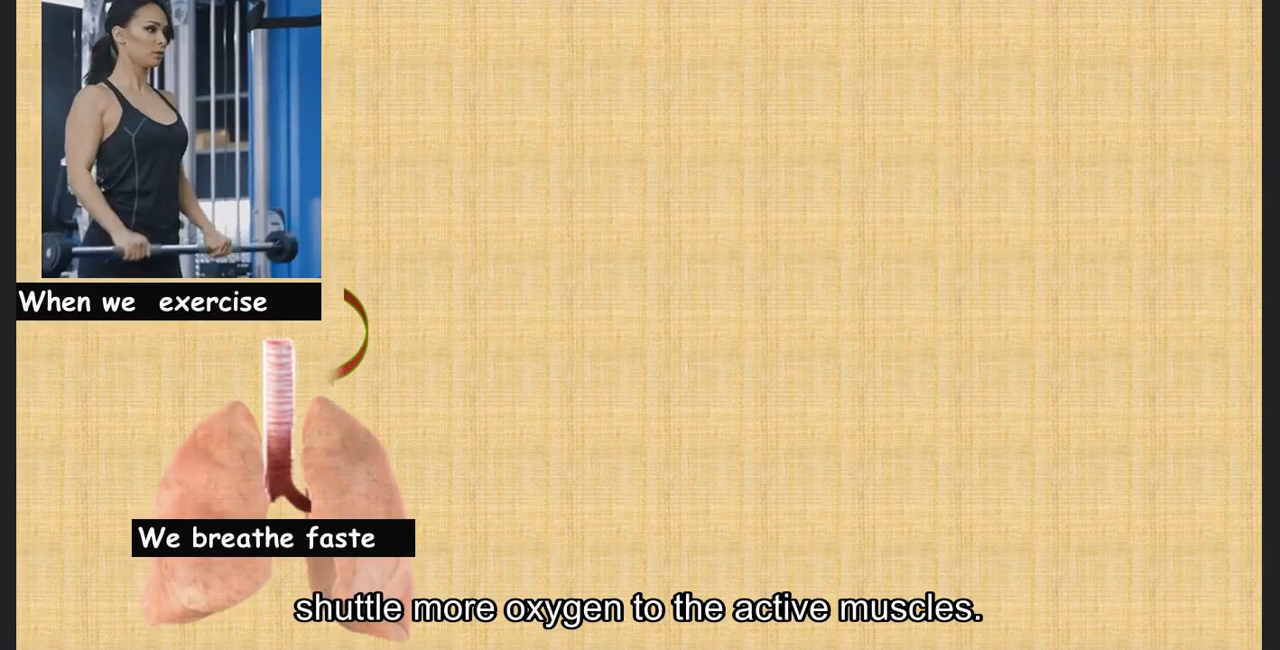 When we exercise
We breathe faste
shuttle more oxygen to the active muscles.